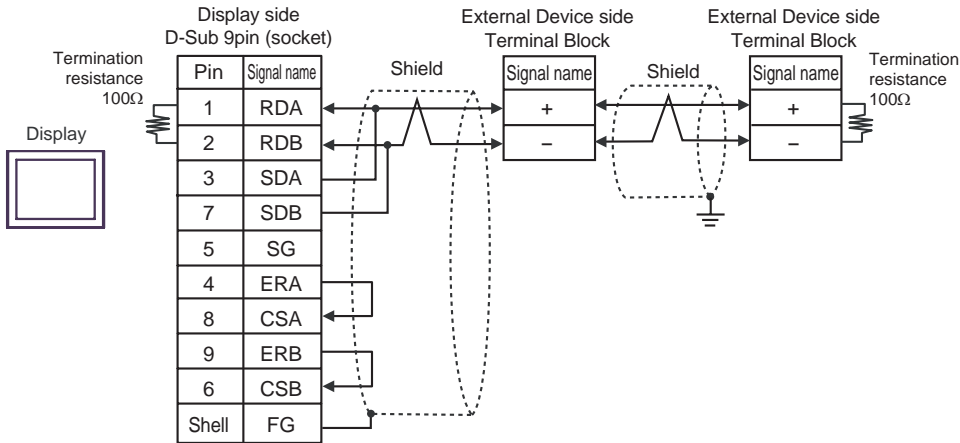 Display side
D-Sub 9pin (socket)
External Device side
Terminal Block
External Device side
Terminal Block
Termination
resistance
100Ω
Display
Pin Signal name
1 RDA
2 RDB
3 SDA
7 SDB
5 SG
4 ERA
8 CSA
9 ERB
6 CSB
Shell FG
Shield
Signal name
+
−
Shield
Signal name
+
−
Termination
resistance
100Ω